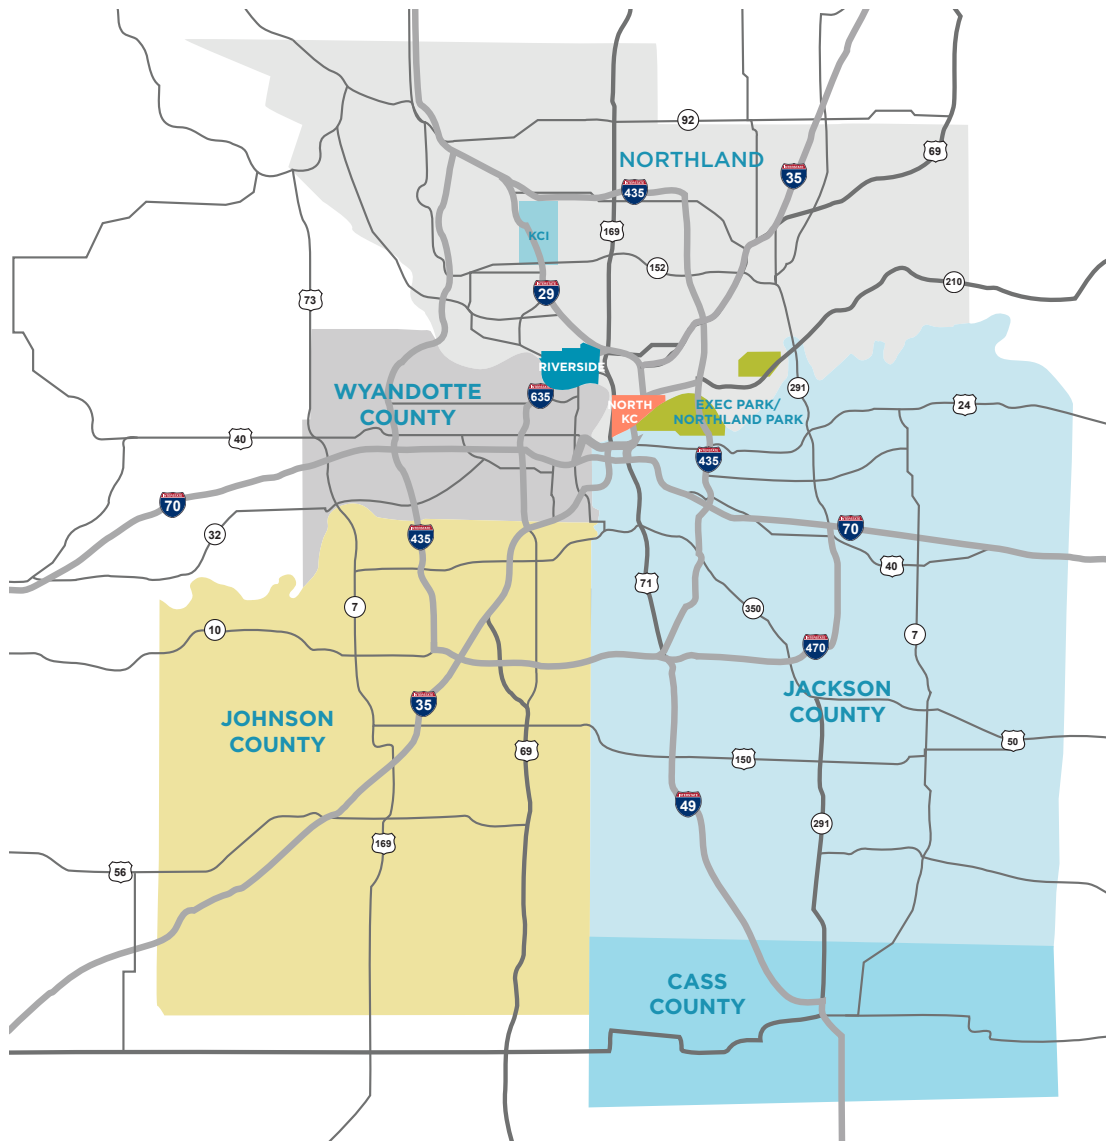 92
69
NORTHLAND
35
435
169
KCI
152
210
29
73
RIVERSIDE
291
WYANDOTTE
COUNTY
635
NORTH
KC
EXEC PARK/
NORTHLAND PARK
24
40
435
70
70
32
435
40
71
7
350
10
7
470
35
JACKSON
COUNTY
JOHNSON
COUNTY
50
69
150
49
291
169
56
CASS
COUNTY